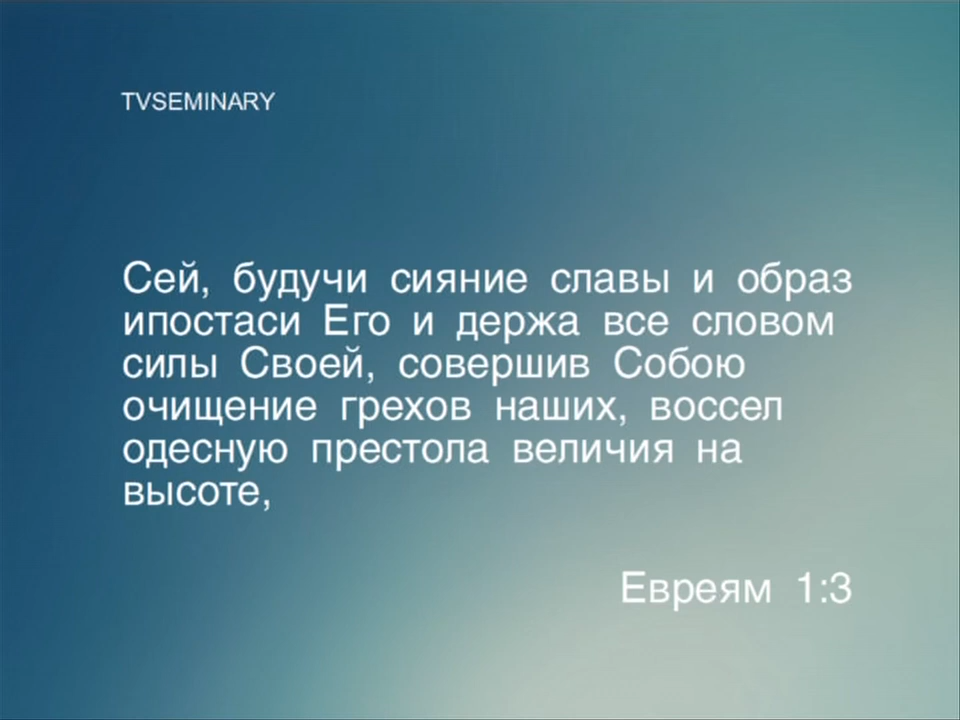 TVSEMINARY
Сей, будучи сияние славы и образ
ипостаси Его и держа все словом
силы Своей, совершив Собою
очищение грехов наших, воссел
одесную престола величия на
высоте,
Евреям 1:3